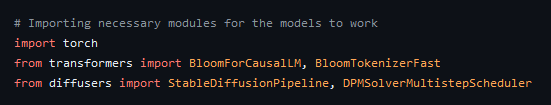 # Importing necessary modules for the models to work
import torch
from transformers import BloomForCausalLM, BloomTokenizerFast
from diffusers import StableDiffusionPipeline, DPMSolverMultistepScheduler